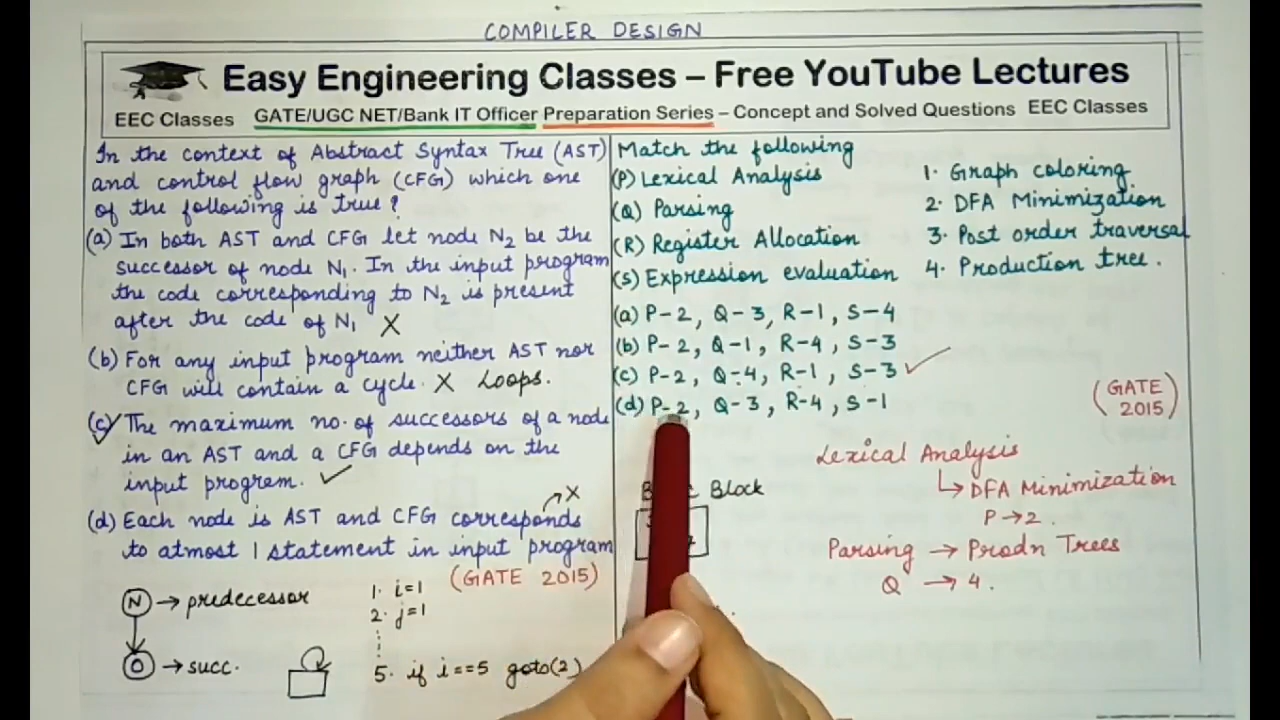 COMPILER DESIGN
Easy Engineering Classes – Free YouTube Lectures
EEC Classes GATE/UGC NET/Bank IT Officer Preparation Series – Concept and Solved Questions EEC Classes
In the context of Abstract Syntax Tree (AST)
and control flow graph (CFG) which one
of the following is true?
(a) In both AST and CFG let node N2 be the
successor of node N1. In the input program
the code corresponding to N2 is present
after the code of N1 X
(b) For any input program neither AST nor
CFG will contain a cycle. X Loops.
(c) The maximum no. of successors of a node
in an AST and a CFG depends on the
input program. ✓
X
(d) Each node is AST and CFG corresponds
to atmost 1 statement in input program
(GATE 2015)
N → predecessor
O → succ.
1. i=1
2. j=1
5. if i==5 goto(2)
Match the following
(P) Lexical Analysis
(Q) Parsing
(R) Register Allocation
(S) Expression evaluation
1. Graph coloring
2. DFA Minimization
3. Post order traversal
4. Production tree.
(a) P-2, Q-3, R-1, S-4
(b) P-2, Q-1, R-4, S-3
(c) P-2, Q-4, R-1, S-3 ✓
(d) P-2, Q-3, R-4, S-1
(GATE
2015)
Block
Lexical Analysis
↳ DFA Minimization
P→2.
Parsing → Prodn Trees
Q → 4.